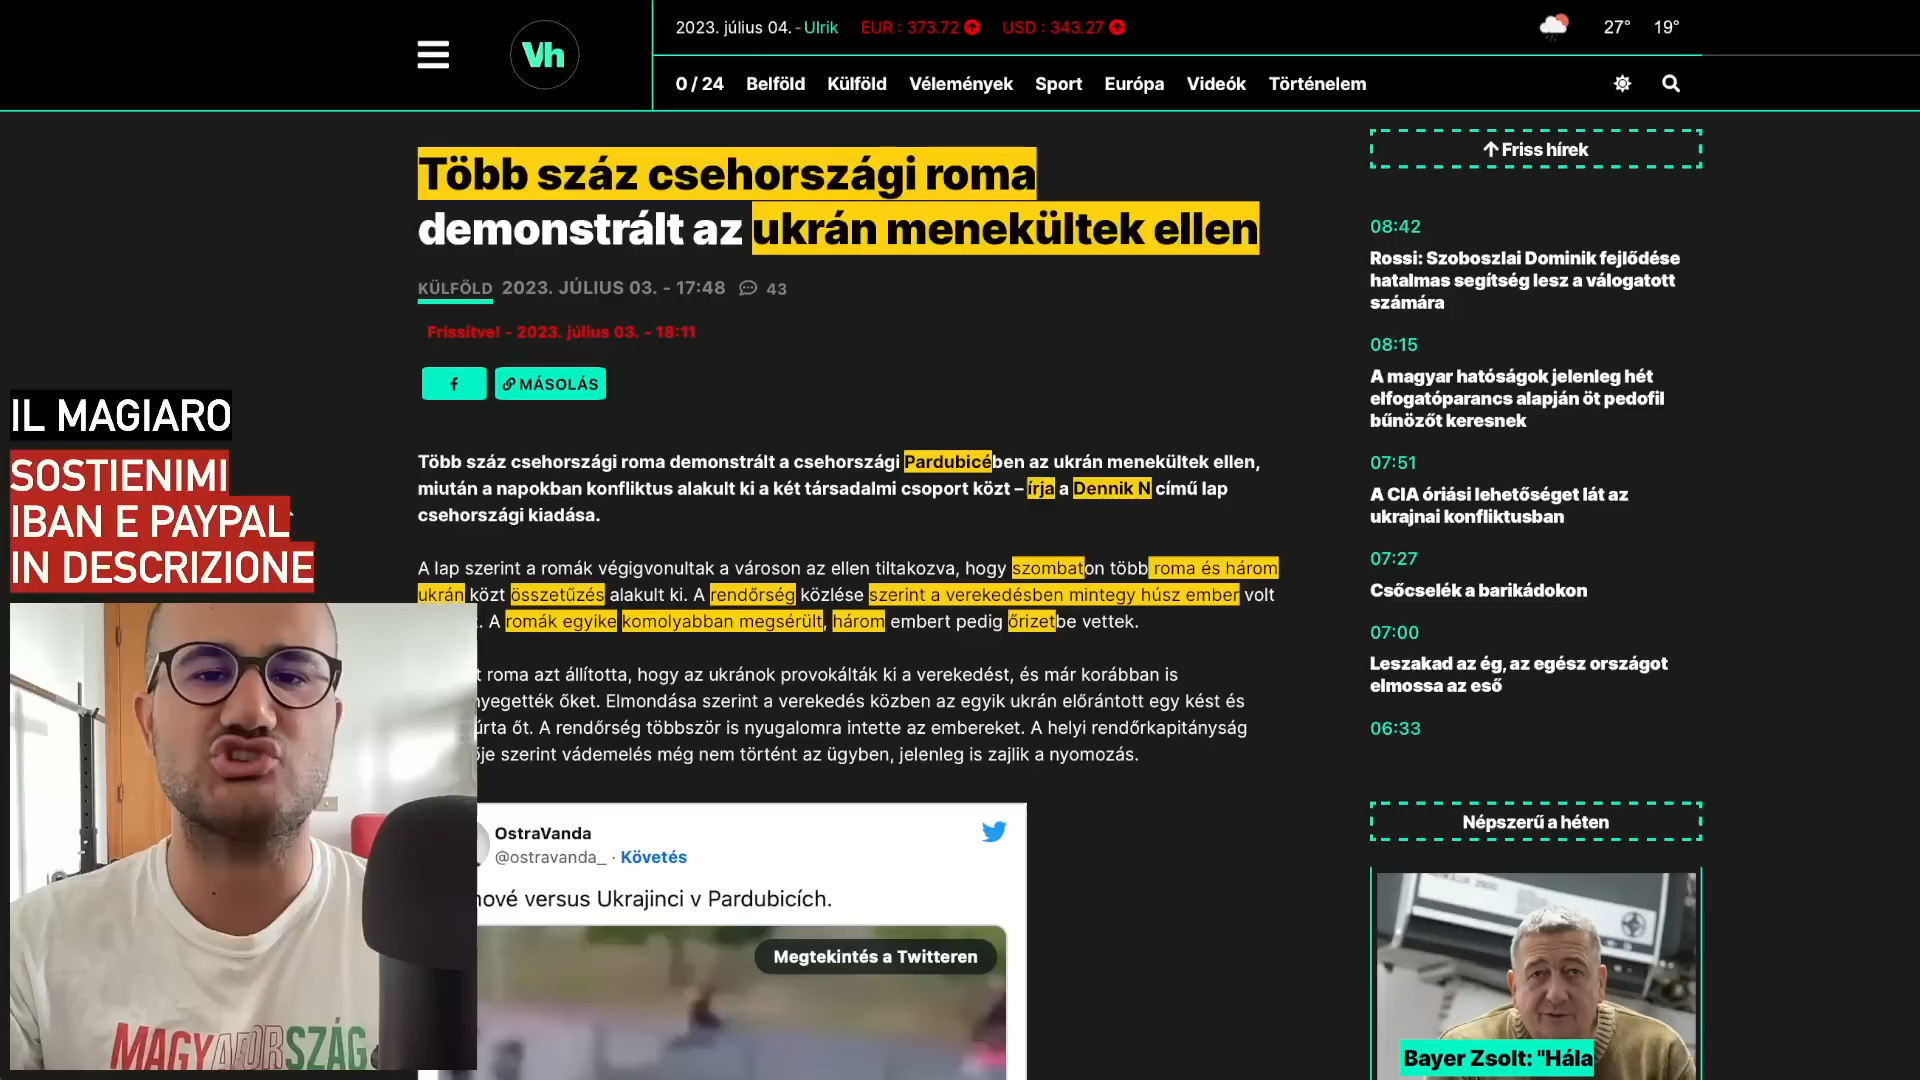 Vh
2023. július 04. - Ulrik EUR : 373.72 USD : 343.27 27° 19°
0 / 24 Belföld Külföld Vélemények Sport Európa Videók Történelem
Több száz csehországi roma
demonstrált az ukrán menekültek ellen
KÜLFÖLD 2023. JÚLIUS 03. - 17:48 43
Frissítve! - 2023. július 03. - 18:11
f MÁSOLÁS
Több száz csehországi roma demonstrált a csehországi Pardubicében az ukrán menekültek ellen,
miután a napokban konfliktus alakult ki a két társadalmi csoport közt – írja a Dennik N című lap
csehországi kiadása.
A lap szerint a romák végigvonultak a városon az ellen tiltakozva, hogy szombaton több roma és három
ukrán közt összetűzés alakult ki. A rendőrség közlése szerint a verekedésben mintegy húsz ember volt
. A romák egyike komolyabban megsérült, három embert pedig őrizetbe vettek.
t roma azt állította, hogy az ukránok provokálták ki a verekedést, és már korábban is
nyegették őket. Elmondása szerint a verekedés közben az egyik ukrán előrántott egy kést és
úrta őt. A rendőrség többször is nyugalomra intette az embereket. A helyi rendőrkapitányság
je szerint vádemelés még nem történt az ügyben, jelenleg is zajlik a nyomozás.
OstraVanda
@ostravanda_ · Követés
nové versus Ukrajinci v Pardubicích.
Megtekintés a Twitteren
Friss hírek
08:42
Rossi: Szoboszlai Dominik fejlődése
hatalmas segítség lesz a válogatott
számára
08:15
A magyar hatóságok jelenleg hét
elfogatóparancs alapján öt pedofil
bűnözőt keresnek
07:51
A CIA óriási lehetőséget lát az
ukrajnai konfliktusban
07:27
Csőcselék a barikádokon
07:00
Leszakad az ég, az egész országot
elmossa az eső
06:33
Népszerű a héten
Bayer Zsolt: "Hála
IL MAGIARO
SOSTIENIMI
IBAN E PAYPAL
IN DESCRIZIONE
MAGYARORSZÁG